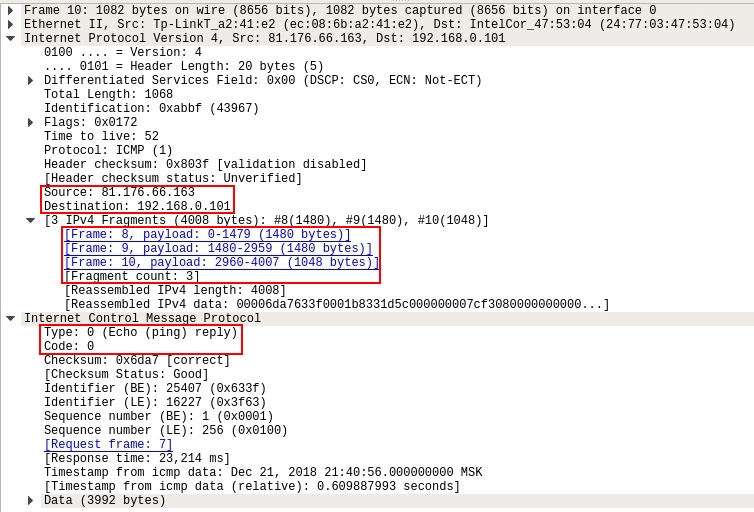 Frame 10: 1082 bytes on wire (8656 bits), 1082 bytes captured (8656 bits) on interface 0
Ethernet II, Src: Tp-LinkT_a2:41:e2 (ec:08:6b:a2:41:e2), Dst: IntelCor_47:53:04 (24:77:03:47:53:04)
Internet Protocol Version 4, Src: 81.176.66.163, Dst: 192.168.0.101
0100 .... = Version: 4
.... 0101 = Header Length: 20 bytes (5)
Differentiated Services Field: 0x00 (DSCP: CS0, ECN: Not-ECT)
Total Length: 1068
Identification: 0xabbf (43967)
Flags: 0x0172
Time to live: 52
Protocol: ICMP (1)
Header checksum: 0x803f [validation disabled]
[Header checksum status: Unverified]
Source: 81.176.66.163
Destination: 192.168.0.101
[3 IPv4 Fragments (4008 bytes): #8(1480), #9(1480), #10(1048)]
[Frame: 8, payload: 0-1479 (1480 bytes)]
[Frame: 9, payload: 1480-2959 (1480 bytes)]
[Frame: 10, payload: 2960-4007 (1048 bytes)]
[Fragment count: 3]
[Reassembled IPv4 length: 4008]
[Reassembled IPv4 data: 00006da7633f0001b8331d5c000000007cf3080000000000...]
Internet Control Message Protocol
Type: 0 (Echo (ping) reply)
Code: 0
Checksum: 0x6da7 [correct]
[Checksum Status: Good]
Identifier (BE): 25407 (0x633f)
Identifier (LE): 16227 (0x3f63)
Sequence number (BE): 1 (0x0001)
Sequence number (LE): 256 (0x0100)
[Request frame: 7]
[Response time: 23,214 ms]
Timestamp from icmp data: Dec 21, 2018 21:40:56.000000000 MSK
[Timestamp from icmp data (relative): 0.609887993 seconds]
Data (3992 bytes)